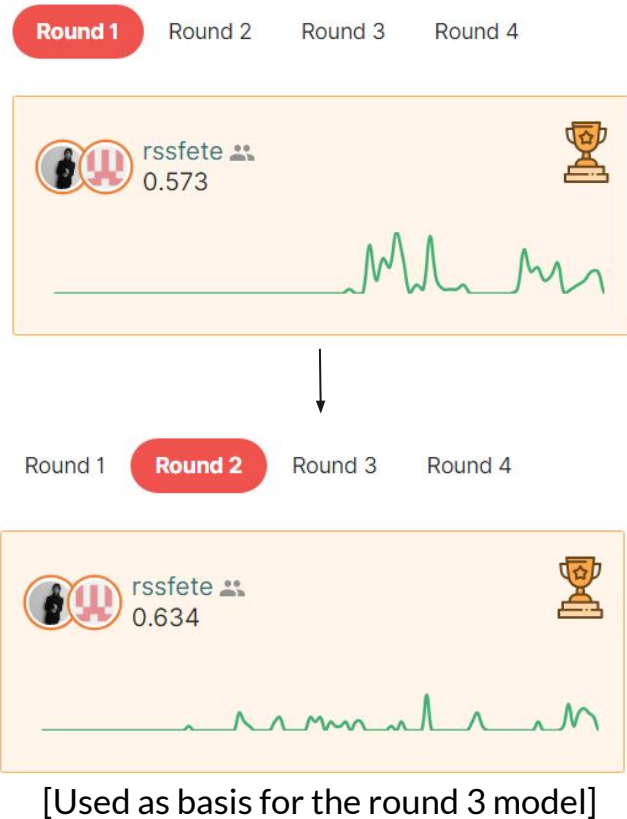 Round 1 Round 2 Round 3 Round 4
rssfete
0.573
Round 1 Round 2 Round 3 Round 4
rssfete
0.634
[Used as basis for the round 3 model]